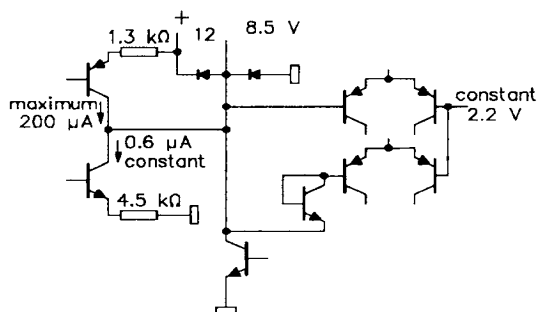 +
1.3 kΩ
12
8.5 V
maximum
200 µA
0.6 µA
constant
constant
2.2 V
4.5 kΩ